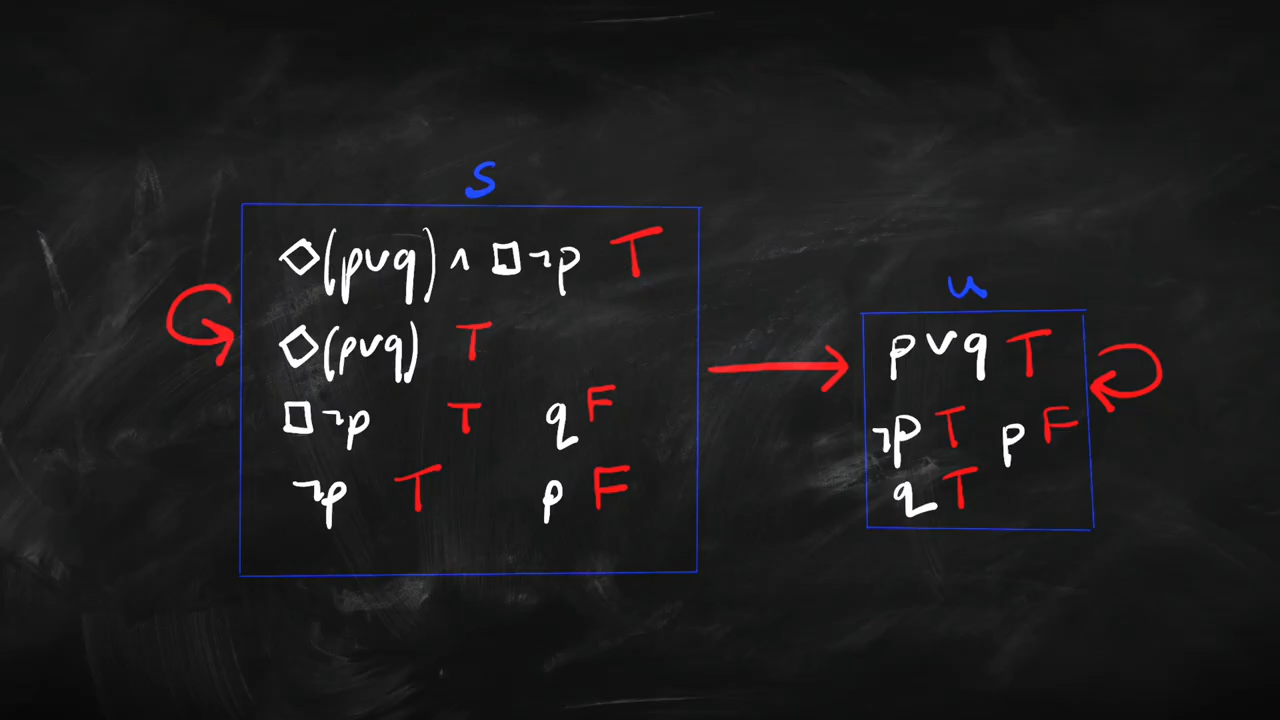 s
◇(p∨q) ∧ □¬p T
◇(p∨q) T
□¬p T q F
¬p T p F
u
p∨q T
¬p T p F
q T